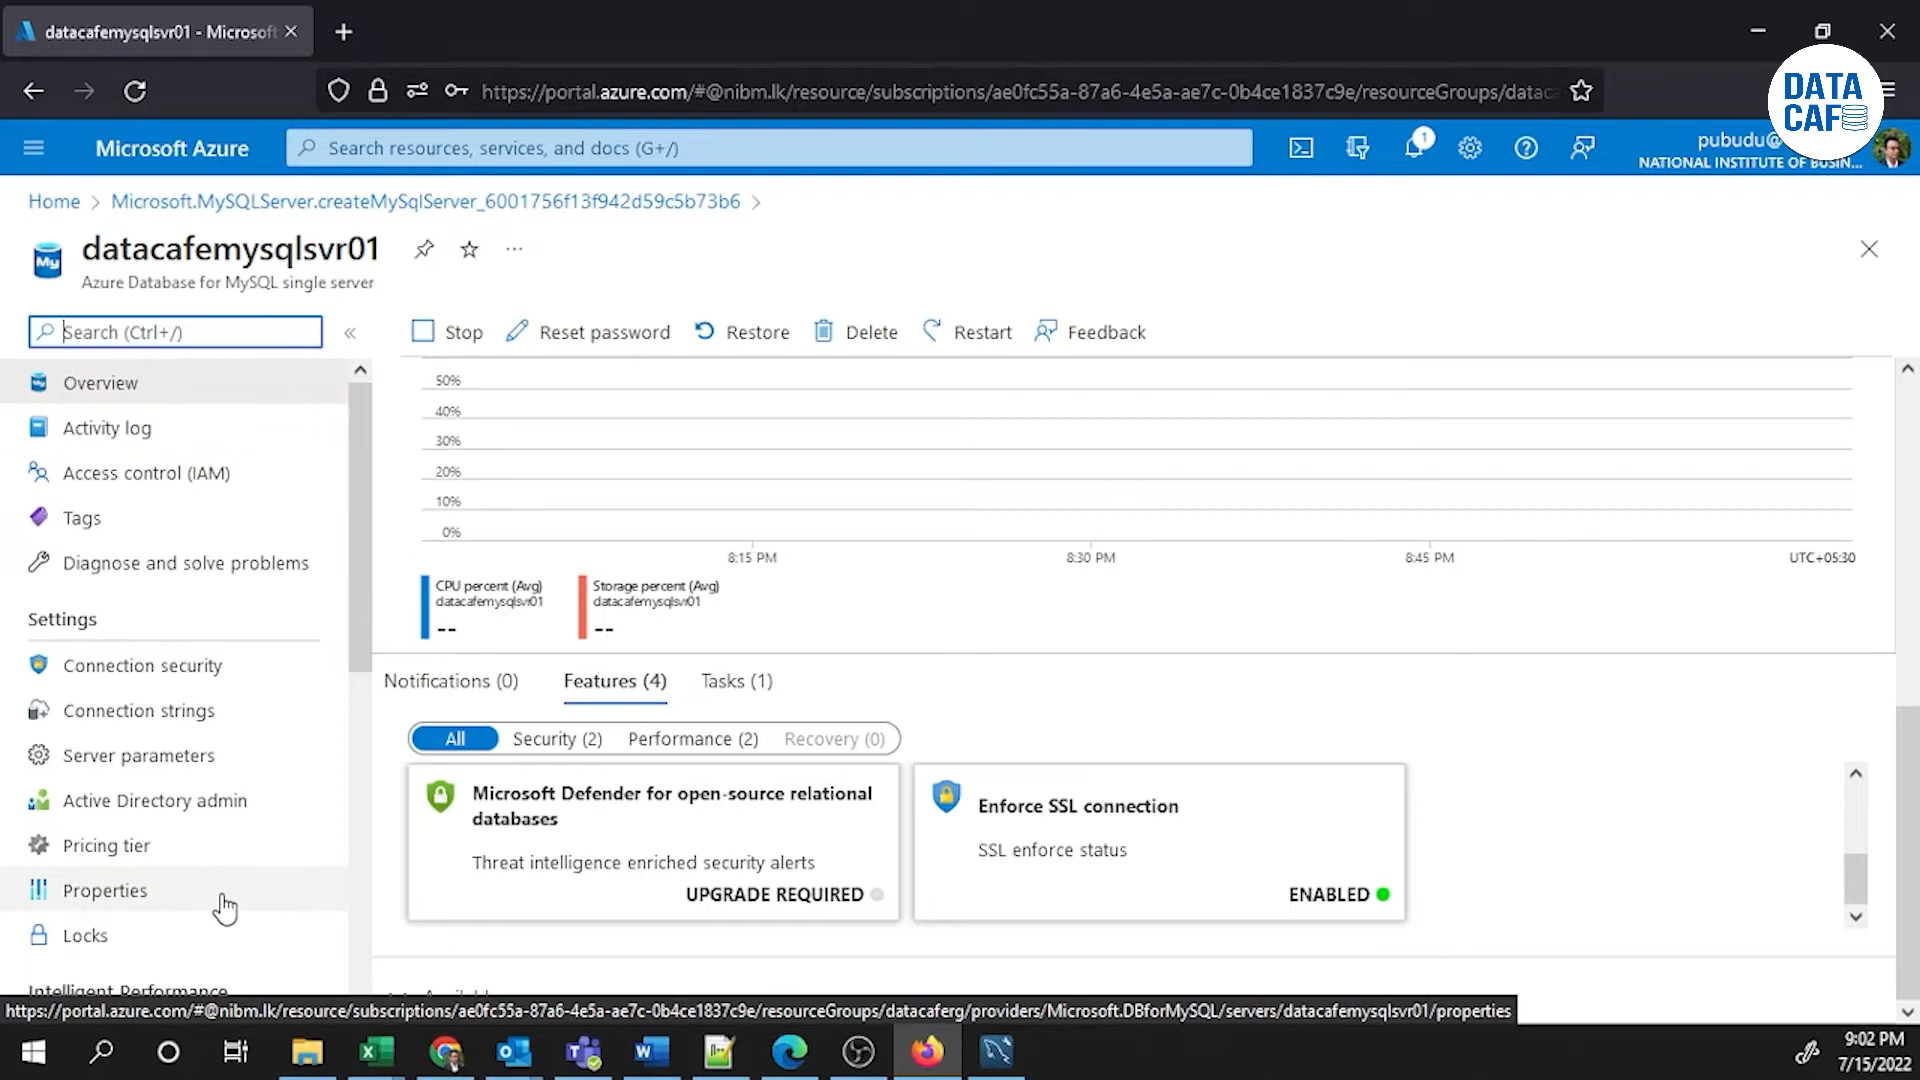 datacafemysqlsvr01 - Microsoft
https://portal.azure.com/#@nibm.lk/resource/subscriptions/ae0fc55a-87a6-4e5a-ae7c-0b4ce1837c9e/resourceGroups/datac
DATA
CAF
Microsoft Azure
Search resources, services, and docs (G+/)
1
pubudu@
NATIONAL INSTITUTE OF BUSIN...
Home > Microsoft.MySQLServer.createMySqlServer_6001756f13f942d59c5b73b6 >
My
datacafemysqlsvr01
Azure Database for MySQL single server
Search (Ctrl+/)
Stop
Reset password
Restore
Delete
Restart
Feedback
Overview
Activity log
Access control (IAM)
Tags
Diagnose and solve problems
Settings
Connection security
Connection strings
Server parameters
Active Directory admin
Pricing tier
Properties
Locks
Intelligent Performance
50%
40%
30%
20%
10%
0%
8:15 PM
8:30 PM
8:45 PM
UTC+05:30
CPU percent (Avg)
datacafemysqlsvr01
--
Storage percent (Avg)
datacafemysqlsvr01
--
Notifications (0)
Features (4)
Tasks (1)
All
Security (2)
Performance (2)
Recovery (0)
Microsoft Defender for open-source relational
databases
Threat intelligence enriched security alerts
UPGRADE REQUIRED
Enforce SSL connection
SSL enforce status
ENABLED
https://portal.azure.com/#@nibm.lk/resource/subscriptions/ae0fc55a-87a6-4e5a-ae7c-0b4ce1837c9e/resourceGroups/datacaferg/providers/Microsoft.DBforMySQL/servers/datacafemysqlsvr01/properties
9:02 PM
7/15/2022